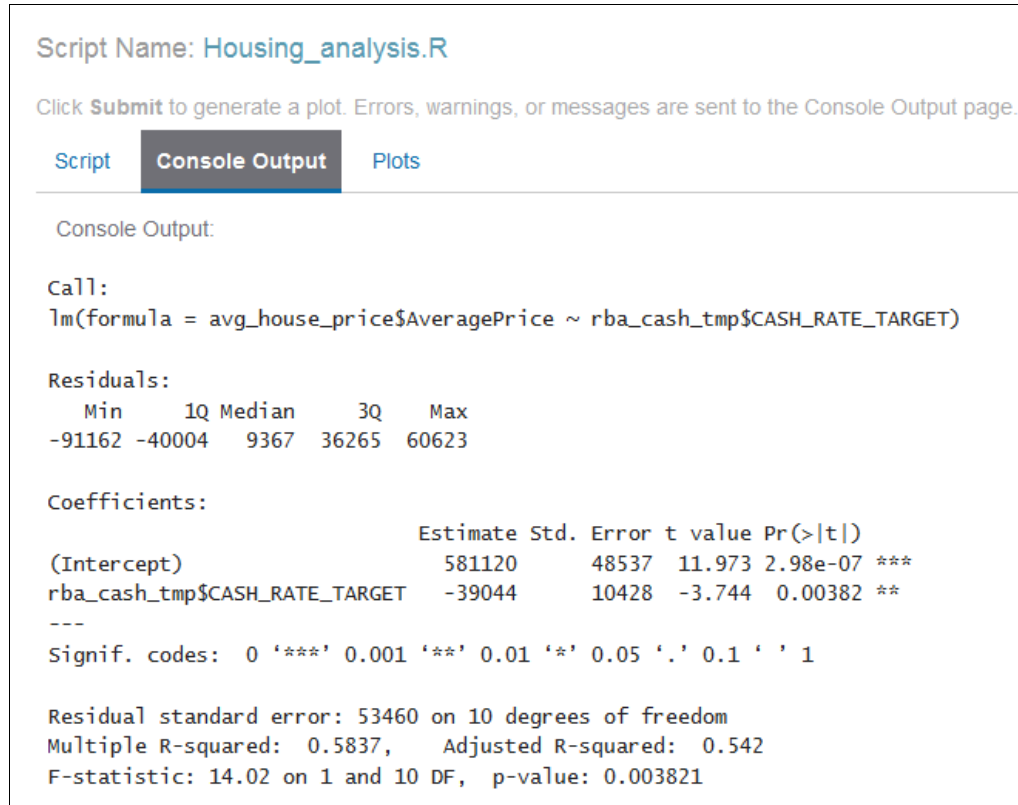 Script Name: Housing_analysis.R
Click Submit to generate a plot. Errors, warnings, or messages are sent to the Console Output page.
Script Console Output Plots
Console Output:
Call:
lm(formula = avg_house_price$AveragePrice ~ rba_cash_tmp$CASH_RATE_TARGET)
Residuals:
Min 1Q Median 3Q Max
-91162 -40004 9367 36265 60623
Coefficients:
Estimate Std. Error t value Pr(>|t|)
(Intercept) 581120 48537 11.973 2.98e-07 ***
rba_cash_tmp$CASH_RATE_TARGET -39044 10428 -3.744 0.00382 **
---
Signif. codes: 0 ‘***’ 0.001 ‘**’ 0.01 ‘*’ 0.05 ‘.’ 0.1 ‘ ’ 1
Residual standard error: 53460 on 10 degrees of freedom
Multiple R-squared: 0.5837, Adjusted R-squared: 0.542
F-statistic: 14.02 on 1 and 10 DF, p-value: 0.003821